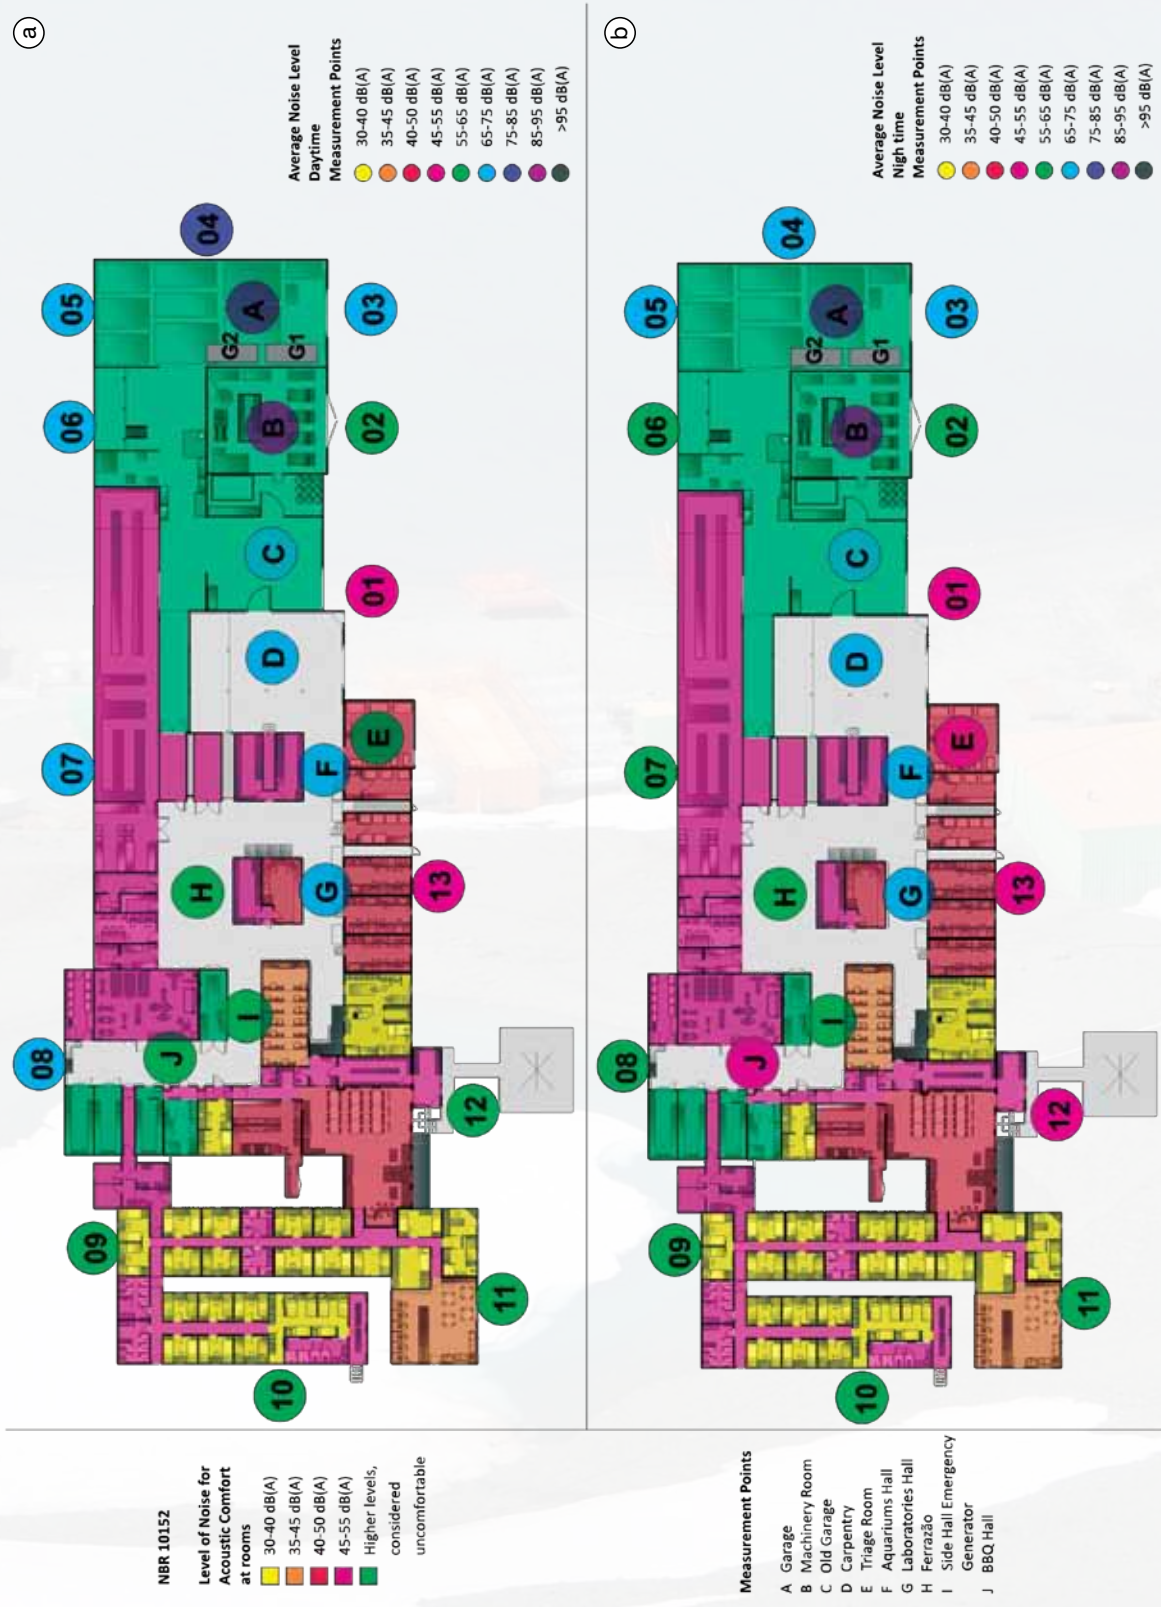 a
Average Noise Level
Daytime
Measurement Points
30-40 dB(A)
35-45 dB(A)
40-50 dB(A)
45-55 dB(A)
55-65 dB(A)
65-75 dB(A)
75-85 dB(A)
85-95 dB(A)
>95 dB(A)
04
05
A
03
G2
G1
06
B
02
C
01
D
07
F
E
H
G
13
I
08
J
12
09
11
10
NBR 10152
Level of Noise for
Acoustic Comfort
at rooms
30-40 dB(A)
35-45 dB(A)
40-50 dB(A)
45-55 dB(A)
Higher levels,
considered
uncomfortable
b
Average Noise Level
Nigh time
Measurement Points
30-40 dB(A)
35-45 dB(A)
40-50 dB(A)
45-55 dB(A)
55-65 dB(A)
65-75 dB(A)
75-85 dB(A)
85-95 dB(A)
>95 dB(A)
04
05
A
03
G2
G1
06
B
02
C
01
D
07
F
E
H
G
13
I
08
J
12
09
11
10
Measurement Points
A Garage
B Machinery Room
C Old Garage
D Carpentry
E Triage Room
F Aquariums Hall
G Laboratories Hall
H Ferrazão
I Side Hall Emergency
Generator
J BBQ Hall